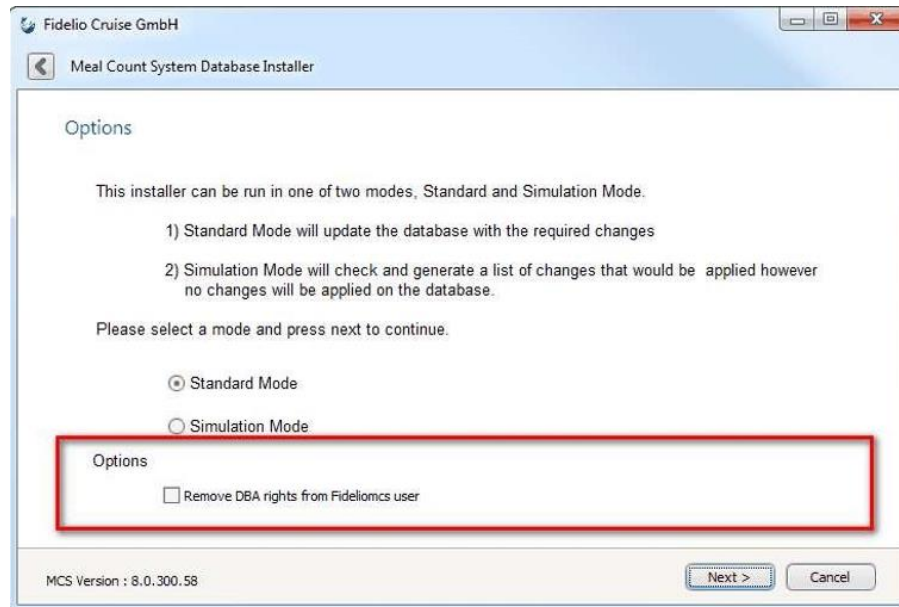 Fidelio Cruise GmbH
Meal Count System Database Installer
Options
This installer can be run in one of two modes, Standard and Simulation Mode.
1) Standard Mode will update the database with the required changes
2) Simulation Mode will check and generate a list of changes that would be applied however
no changes will be applied on the database.
Please select a mode and press next to continue.
Standard Mode
Simulation Mode
Options
Remove DBA rights from Fideliomcs user
MCS Version : 8.0.300.58
Next >
Cancel